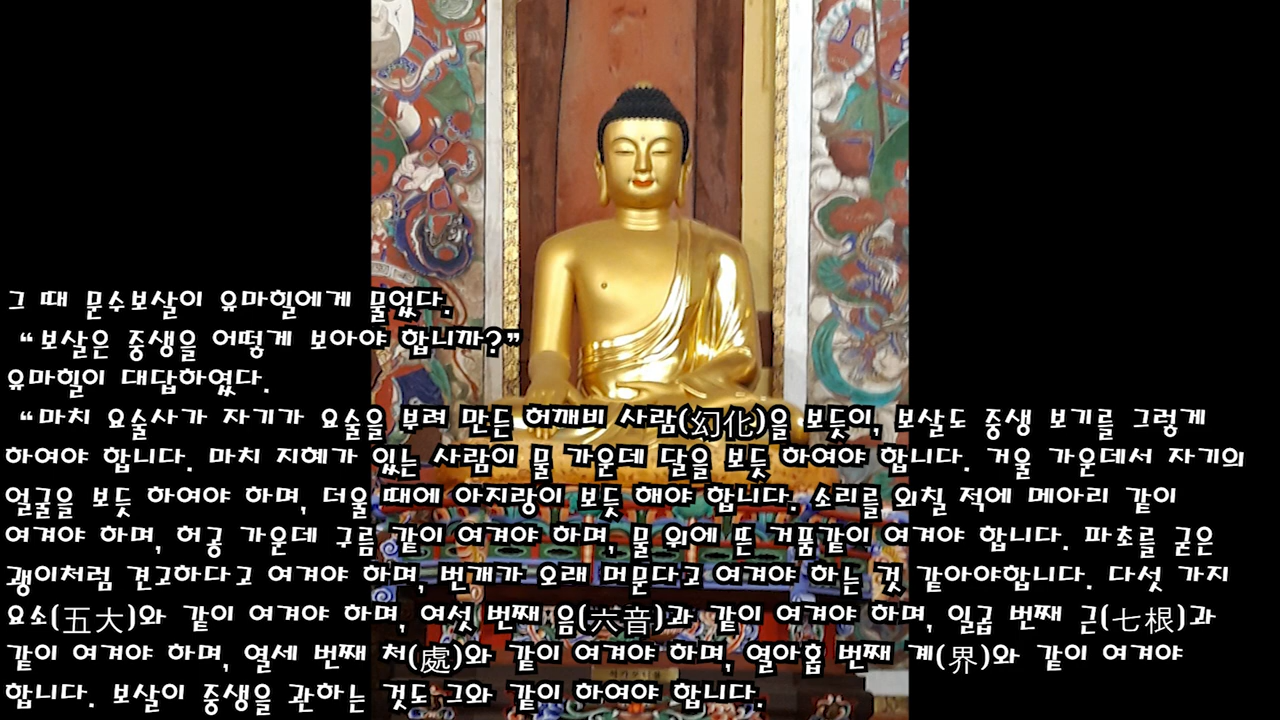 그 때 문수보살이 유마힐에게 물었다.
“보살은 중생을 어떻게 보아야 합니까?”
유마힐이 대답하였다.
“마치 요술사가 자기가 요술을 부려 만든 허깨비 사람(幻化)을 보듯이, 보살도 중생 보기를 그렇게
하여야 합니다. 마치 지혜가 있는 사람이 물 가운데 달을 보듯 하여야 합니다. 거울 가운데서 자기의
얼굴을 보듯 하여야 하며, 더울 때에 아지랑이 보듯 해야 합니다. 소리를 외칠 적에 메아리 같이
여겨야 하며, 허공 가운데 구름 같이 여겨야 하며, 물 위에 뜬 거품같이 여겨야 합니다. 파초를 굳은
괭이처럼 견고하다고 여겨야 하며, 번개가 오래 머문다고 여겨야 하는 것 같아야합니다. 다섯 가지
요소(五大)와 같이 여겨야 하며, 여섯 번째 음(六音)과 같이 여겨야 하며, 일곱 번째 근(七根)과
같이 여겨야 하며, 열세 번째 처(處)와 같이 여겨야 하며, 열아홉 번째 계(界)와 같이 여겨야
합니다. 보살이 중생을 관하는 것도 그와 같이 하여야 합니다.